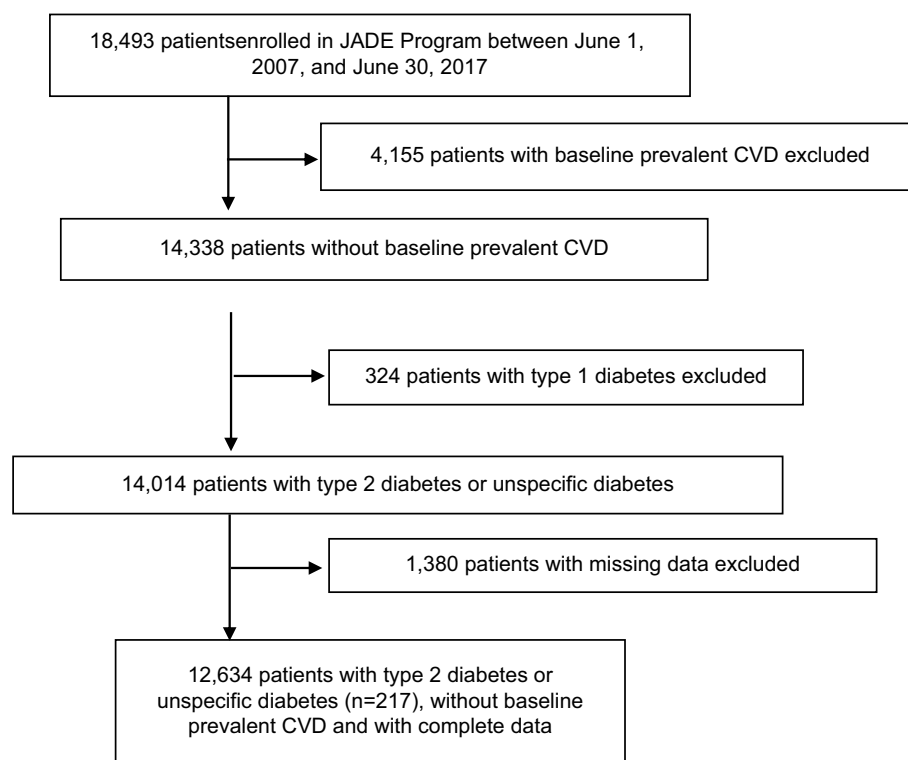 18,493 patientsenrolled in JADE Program between June 1,
2007, and June 30, 2017
4,155 patients with baseline prevalent CVD excluded
14,338 patients without baseline prevalent CVD
324 patients with type 1 diabetes excluded
14,014 patients with type 2 diabetes or unspecific diabetes
1,380 patients with missing data excluded
12,634 patients with type 2 diabetes or
unspecific diabetes (n=217), without baseline
prevalent CVD and with complete data